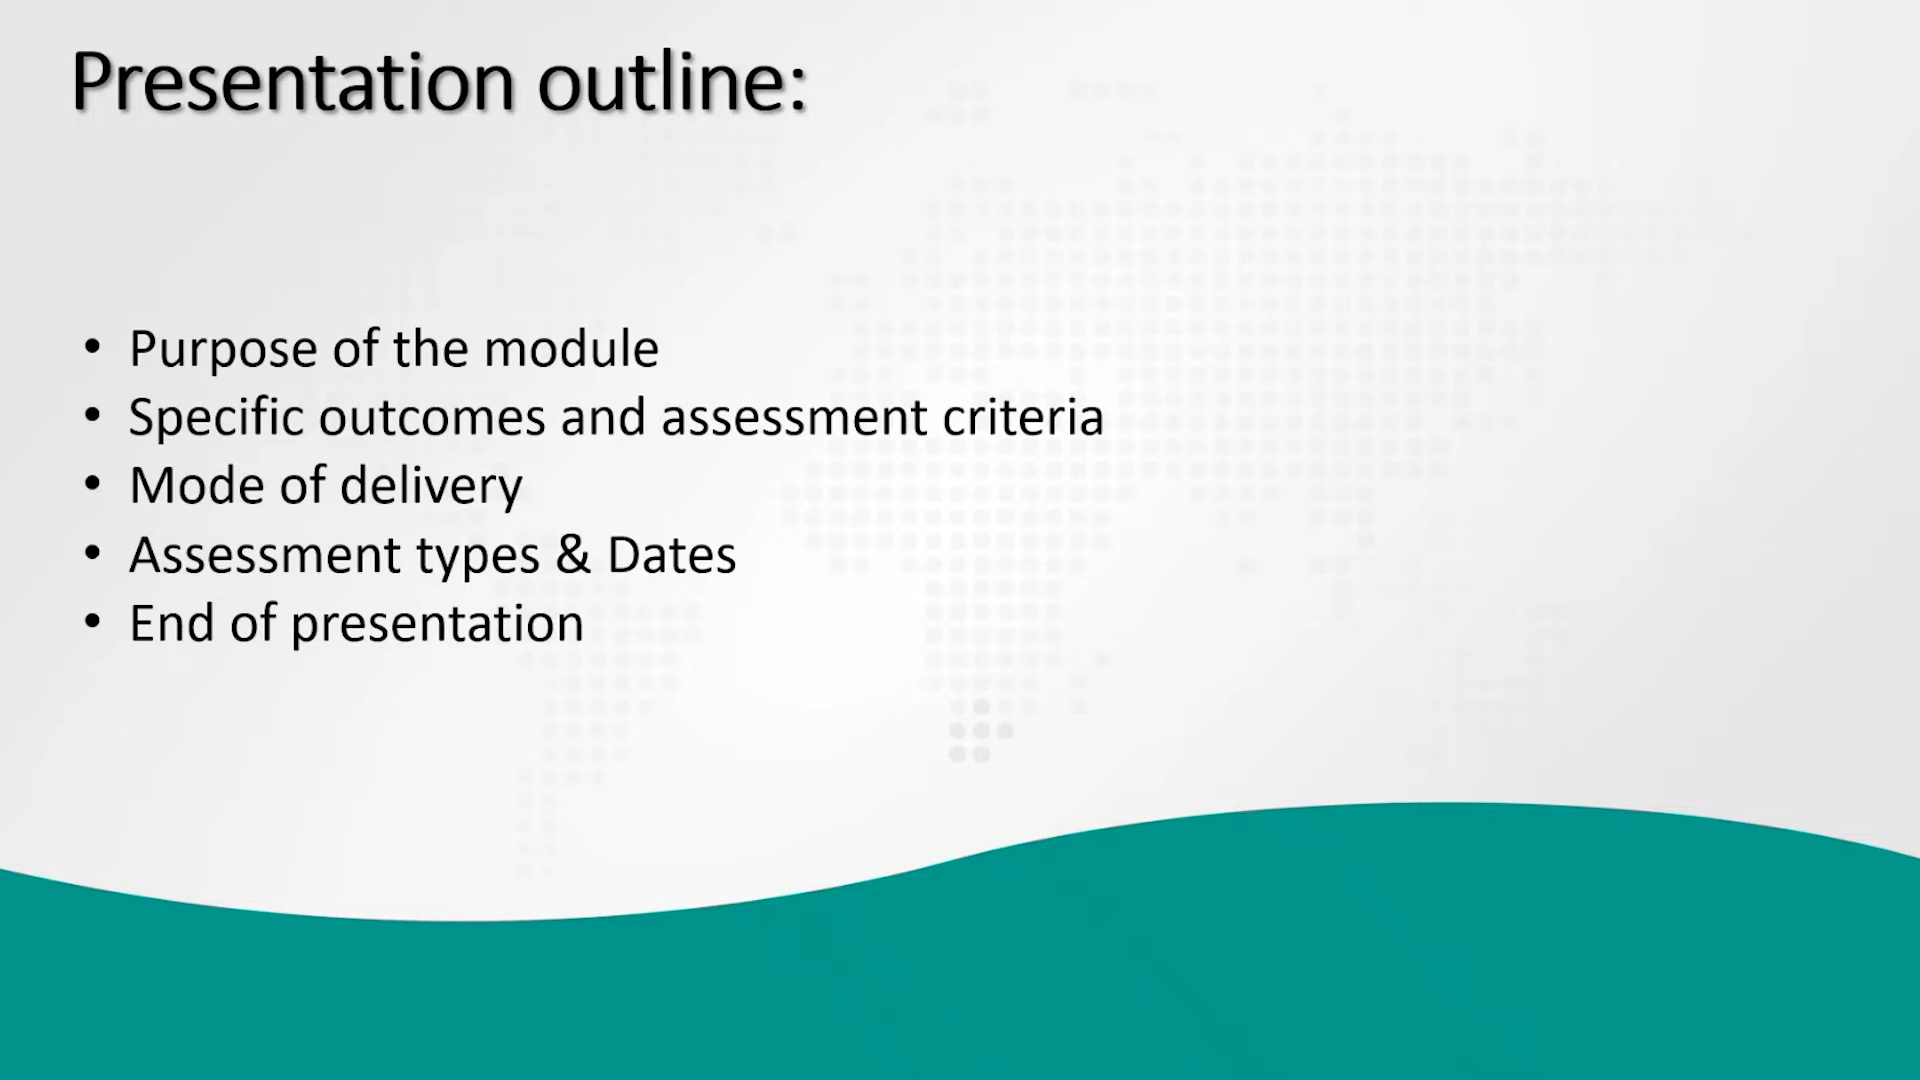 Presentation outline:
• Purpose of the module
• Specific outcomes and assessment criteria
• Mode of delivery
• Assessment types & Dates
• End of presentation